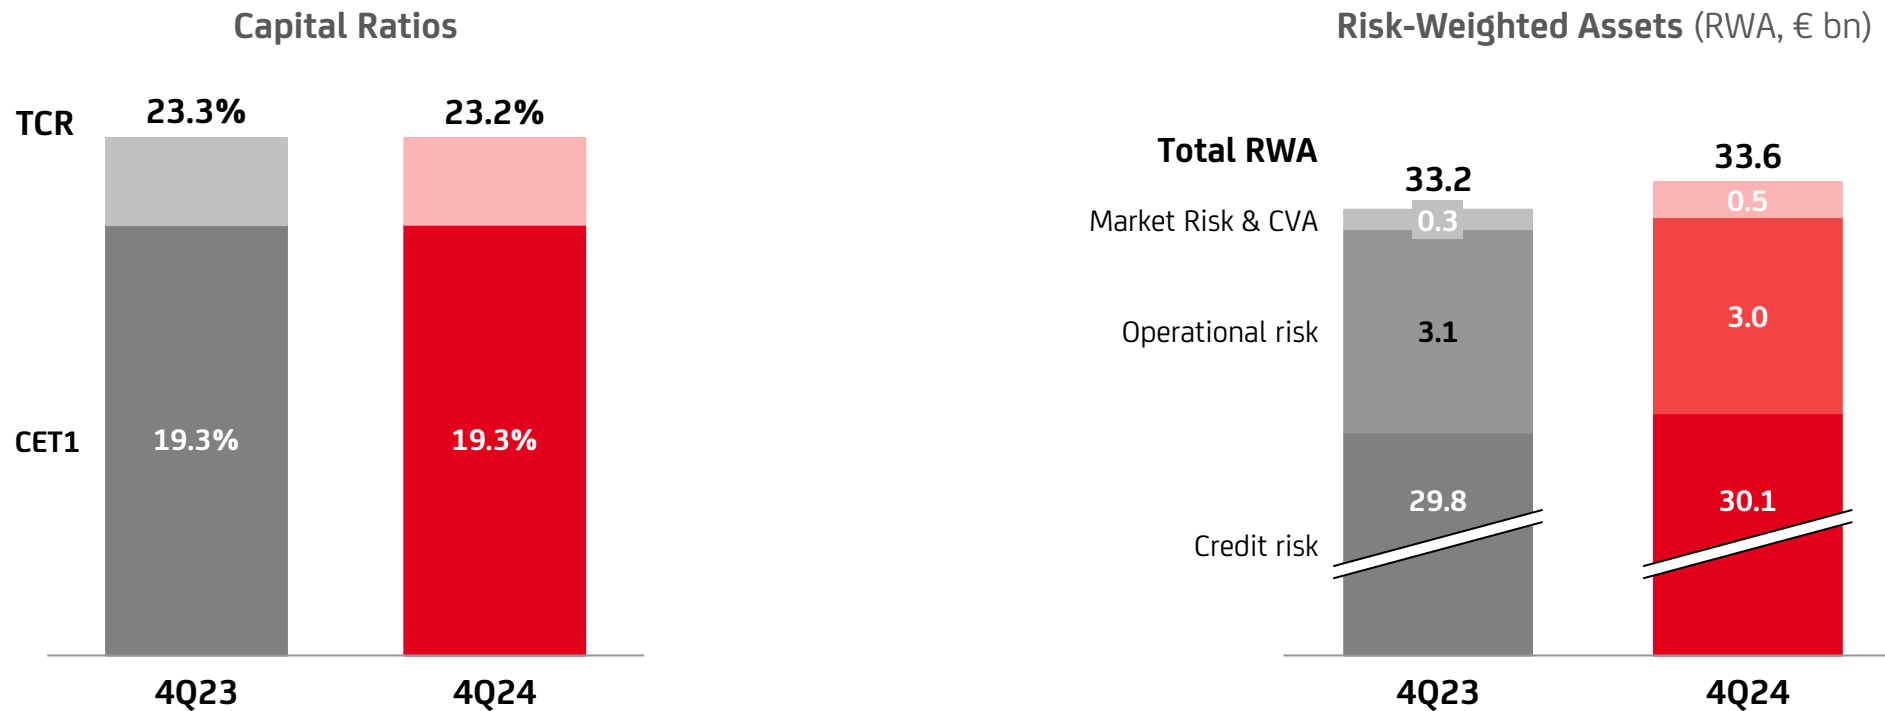 Capital Ratios
TCR
23.3%
23.2%
CET1
19.3%
19.3%
4Q23
4Q24
Risk-Weighted Assets (RWA, € bn)
Total RWA
33.2
33.6
Market Risk & CVA
0.3
0.5
Operational risk
3.1
3.0
Credit risk
29.8
30.1
4Q23
4Q24